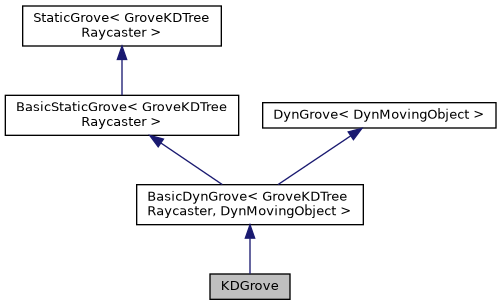 StaticGrove< GroveKDTree
Raycaster >
BasicStaticGrove< GroveKDTree
Raycaster >
DynGrove< DynMovingObject >
BasicDynGrove< GroveKDTree
Raycaster, DynMovingObject >
KDGrove